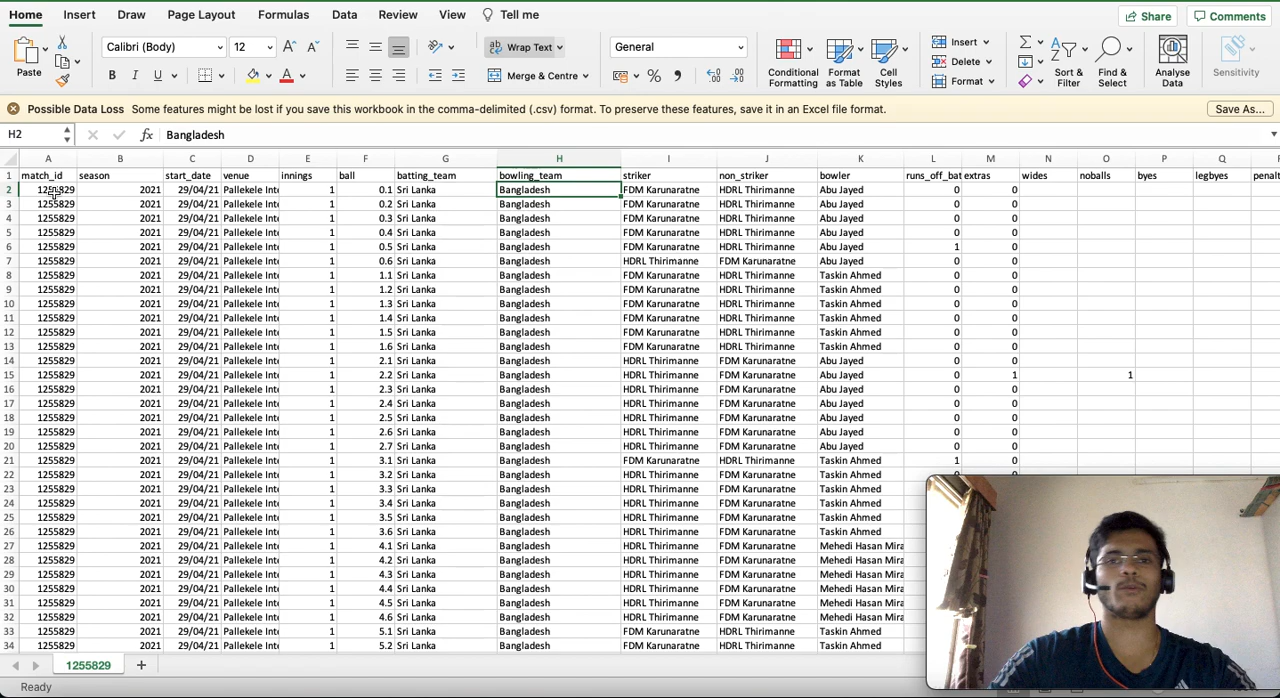 Home Insert Draw Page Layout Formulas Data Review View Tell me Share Comments
Paste Calibri (Body) 12 A A Wrap Text General Conditional Formatting Format as Table Cell Styles Insert Sort & Filter Find & Select Analyse Data Sensitivity
B I U A Merge & Centre % Delete
Format
Possible Data Loss Some features might be lost if you save this workbook in the comma-delimited (.csv) format. To preserve these features, save it in an Excel file format. Save As...
H2 fx Bangladesh
A B C D E F G H I J K L M N O P Q
1 match_id season start_date venue innings ball batting_team bowling_team striker non_striker bowler runs_off_bat extras wides noballs byes legbyes penalt
2 1255829 2021 29/04/21 Pallekele Inte 1 0.1 Sri Lanka Bangladesh FDM Karunaratne HDRL Thirimanne Abu Jayed 0 0
3 1255829 2021 29/04/21 Pallekele Inte 1 0.2 Sri Lanka Bangladesh FDM Karunaratne HDRL Thirimanne Abu Jayed 0 0
4 1255829 2021 29/04/21 Pallekele Inte 1 0.3 Sri Lanka Bangladesh FDM Karunaratne HDRL Thirimanne Abu Jayed 0 0
5 1255829 2021 29/04/21 Pallekele Inte 1 0.4 Sri Lanka Bangladesh FDM Karunaratne HDRL Thirimanne Abu Jayed 0 0
6 1255829 2021 29/04/21 Pallekele Inte 1 0.5 Sri Lanka Bangladesh FDM Karunaratne HDRL Thirimanne Abu Jayed 1 0
7 1255829 2021 29/04/21 Pallekele Inte 1 0.6 Sri Lanka Bangladesh HDRL Thirimanne FDM Karunaratne Abu Jayed 0 0
8 1255829 2021 29/04/21 Pallekele Inte 1 1.1 Sri Lanka Bangladesh FDM Karunaratne HDRL Thirimanne Taskin Ahmed 0 0
9 1255829 2021 29/04/21 Pallekele Inte 1 1.2 Sri Lanka Bangladesh FDM Karunaratne HDRL Thirimanne Taskin Ahmed 0 0
10 1255829 2021 29/04/21 Pallekele Inte 1 1.3 Sri Lanka Bangladesh FDM Karunaratne HDRL Thirimanne Taskin Ahmed 0 0
11 1255829 2021 29/04/21 Pallekele Inte 1 1.4 Sri Lanka Bangladesh FDM Karunaratne HDRL Thirimanne Taskin Ahmed 0 0
12 1255829 2021 29/04/21 Pallekele Inte 1 1.5 Sri Lanka Bangladesh FDM Karunaratne HDRL Thirimanne Taskin Ahmed 0 0
13 1255829 2021 29/04/21 Pallekele Inte 1 1.6 Sri Lanka Bangladesh FDM Karunaratne HDRL Thirimanne Taskin Ahmed 0 0
14 1255829 2021 29/04/21 Pallekele Inte 1 2.1 Sri Lanka Bangladesh HDRL Thirimanne FDM Karunaratne Abu Jayed 0 0
15 1255829 2021 29/04/21 Pallekele Inte 1 2.2 Sri Lanka Bangladesh HDRL Thirimanne FDM Karunaratne Abu Jayed 0 1 1
16 1255829 2021 29/04/21 Pallekele Inte 1 2.3 Sri Lanka Bangladesh HDRL Thirimanne FDM Karunaratne Abu Jayed 0 0
17 1255829 2021 29/04/21 Pallekele Inte 1 2.4 Sri Lanka Bangladesh HDRL Thirimanne FDM Karunaratne Abu Jayed 0 0
18 1255829 2021 29/04/21 Pallekele Inte 1 2.5 Sri Lanka Bangladesh HDRL Thirimanne FDM Karunaratne Abu Jayed 0 0
19 1255829 2021 29/04/21 Pallekele Inte 1 2.6 Sri Lanka Bangladesh HDRL Thirimanne FDM Karunaratne Abu Jayed 0 0
20 1255829 2021 29/04/21 Pallekele Inte 1 2.7 Sri Lanka Bangladesh HDRL Thirimanne FDM Karunaratne Abu Jayed 0 0
21 1255829 2021 29/04/21 Pallekele Inte 1 3.1 Sri Lanka Bangladesh FDM Karunaratne HDRL Thirimanne Taskin Ahmed 1 0
22 1255829 2021 29/04/21 Pallekele Inte 1 3.2 Sri Lanka Bangladesh HDRL Thirimanne FDM Karunaratne Taskin Ahmed
23 1255829 2021 29/04/21 Pallekele Inte 1 3.3 Sri Lanka Bangladesh HDRL Thirimanne FDM Karunaratne Taskin Ahmed
24 1255829 2021 29/04/21 Pallekele Inte 1 3.4 Sri Lanka Bangladesh HDRL Thirimanne FDM Karunaratne Taskin Ahmed
25 1255829 2021 29/04/21 Pallekele Inte 1 3.5 Sri Lanka Bangladesh HDRL Thirimanne FDM Karunaratne Taskin Ahmed
26 1255829 2021 29/04/21 Pallekele Inte 1 3.6 Sri Lanka Bangladesh HDRL Thirimanne FDM Karunaratne Taskin Ahmed
27 1255829 2021 29/04/21 Pallekele Inte 1 4.1 Sri Lanka Bangladesh HDRL Thirimanne FDM Karunaratne Mehedi Hasan Mira
28 1255829 2021 29/04/21 Pallekele Inte 1 4.2 Sri Lanka Bangladesh HDRL Thirimanne FDM Karunaratne Mehedi Hasan Mira
29 1255829 2021 29/04/21 Pallekele Inte 1 4.3 Sri Lanka Bangladesh HDRL Thirimanne FDM Karunaratne Mehedi Hasan Mira
30 1255829 2021 29/04/21 Pallekele Inte 1 4.4 Sri Lanka Bangladesh HDRL Thirimanne FDM Karunaratne Mehedi Hasan Mira
31 1255829 2021 29/04/21 Pallekele Inte 1 4.5 Sri Lanka Bangladesh HDRL Thirimanne FDM Karunaratne Mehedi Hasan Mira
32 1255829 2021 29/04/21 Pallekele Inte 1 4.6 Sri Lanka Bangladesh HDRL Thirimanne FDM Karunaratne Mehedi Hasan Mira
33 1255829 2021 29/04/21 Pallekele Inte 1 5.1 Sri Lanka Bangladesh FDM Karunaratne HDRL Thirimanne Taskin Ahmed
34 1255829 2021 29/04/21 Pallekele Inte 1 5.2 Sri Lanka Bangladesh FDM Karunaratne HDRL Thirimanne Taskin Ahmed
1255829
Ready